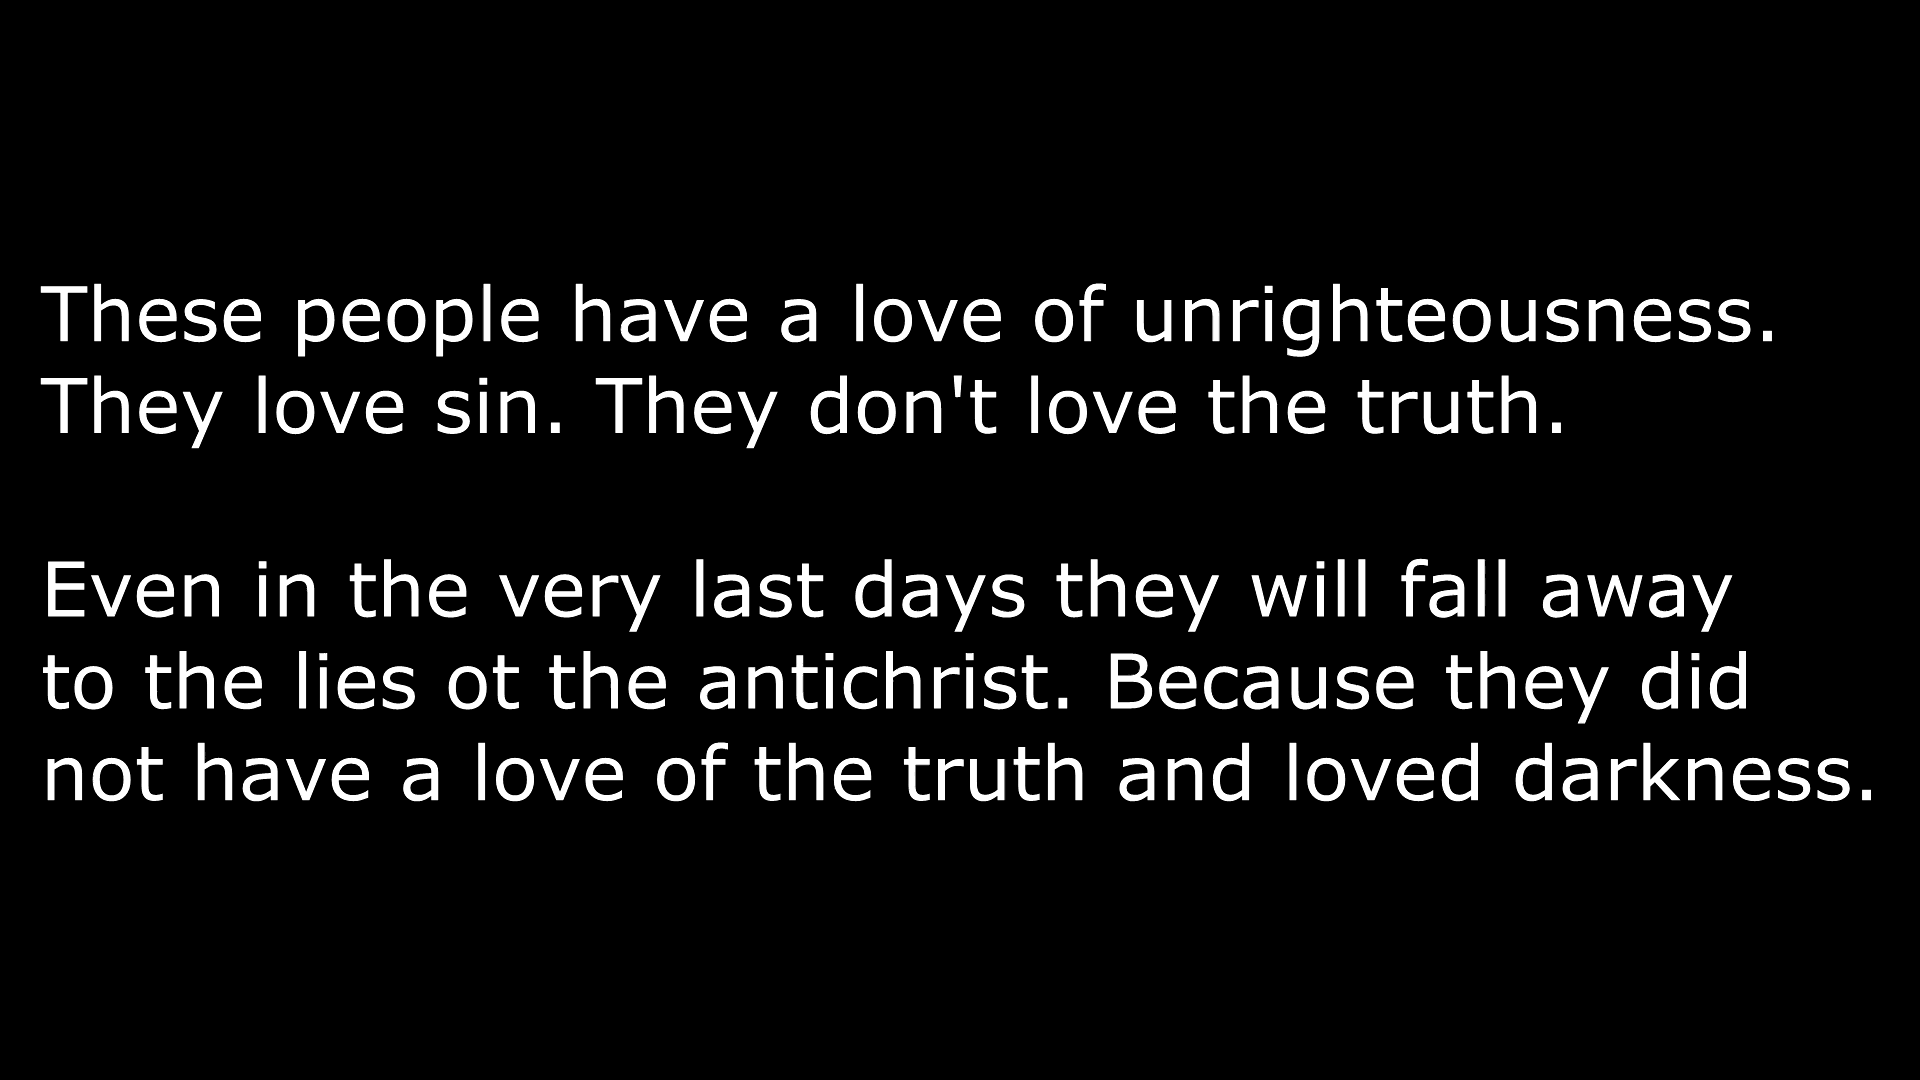 These people have a love of unrighteousness.
They love sin. They don't love the truth.
Even in the very last days they will fall away
to the lies ot the antichrist. Because they did
not have a love of the truth and loved darkness.